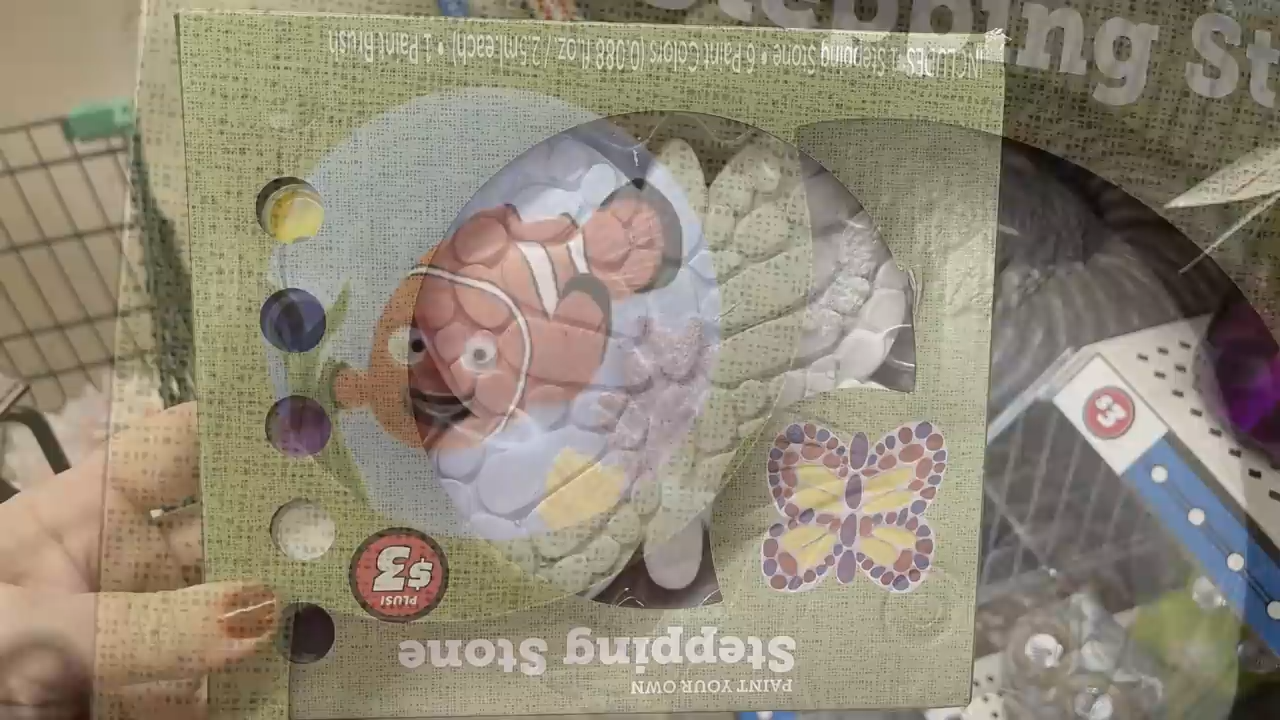 PAINT YOUR OWN
Stepping Stone
PLUS!
$3
INCLUDES: 1 Stepping Stone • 6 Paint Colors (0.088 fl.oz / 2.5ml each) • 1 Paint Brush
Stepping St
$3